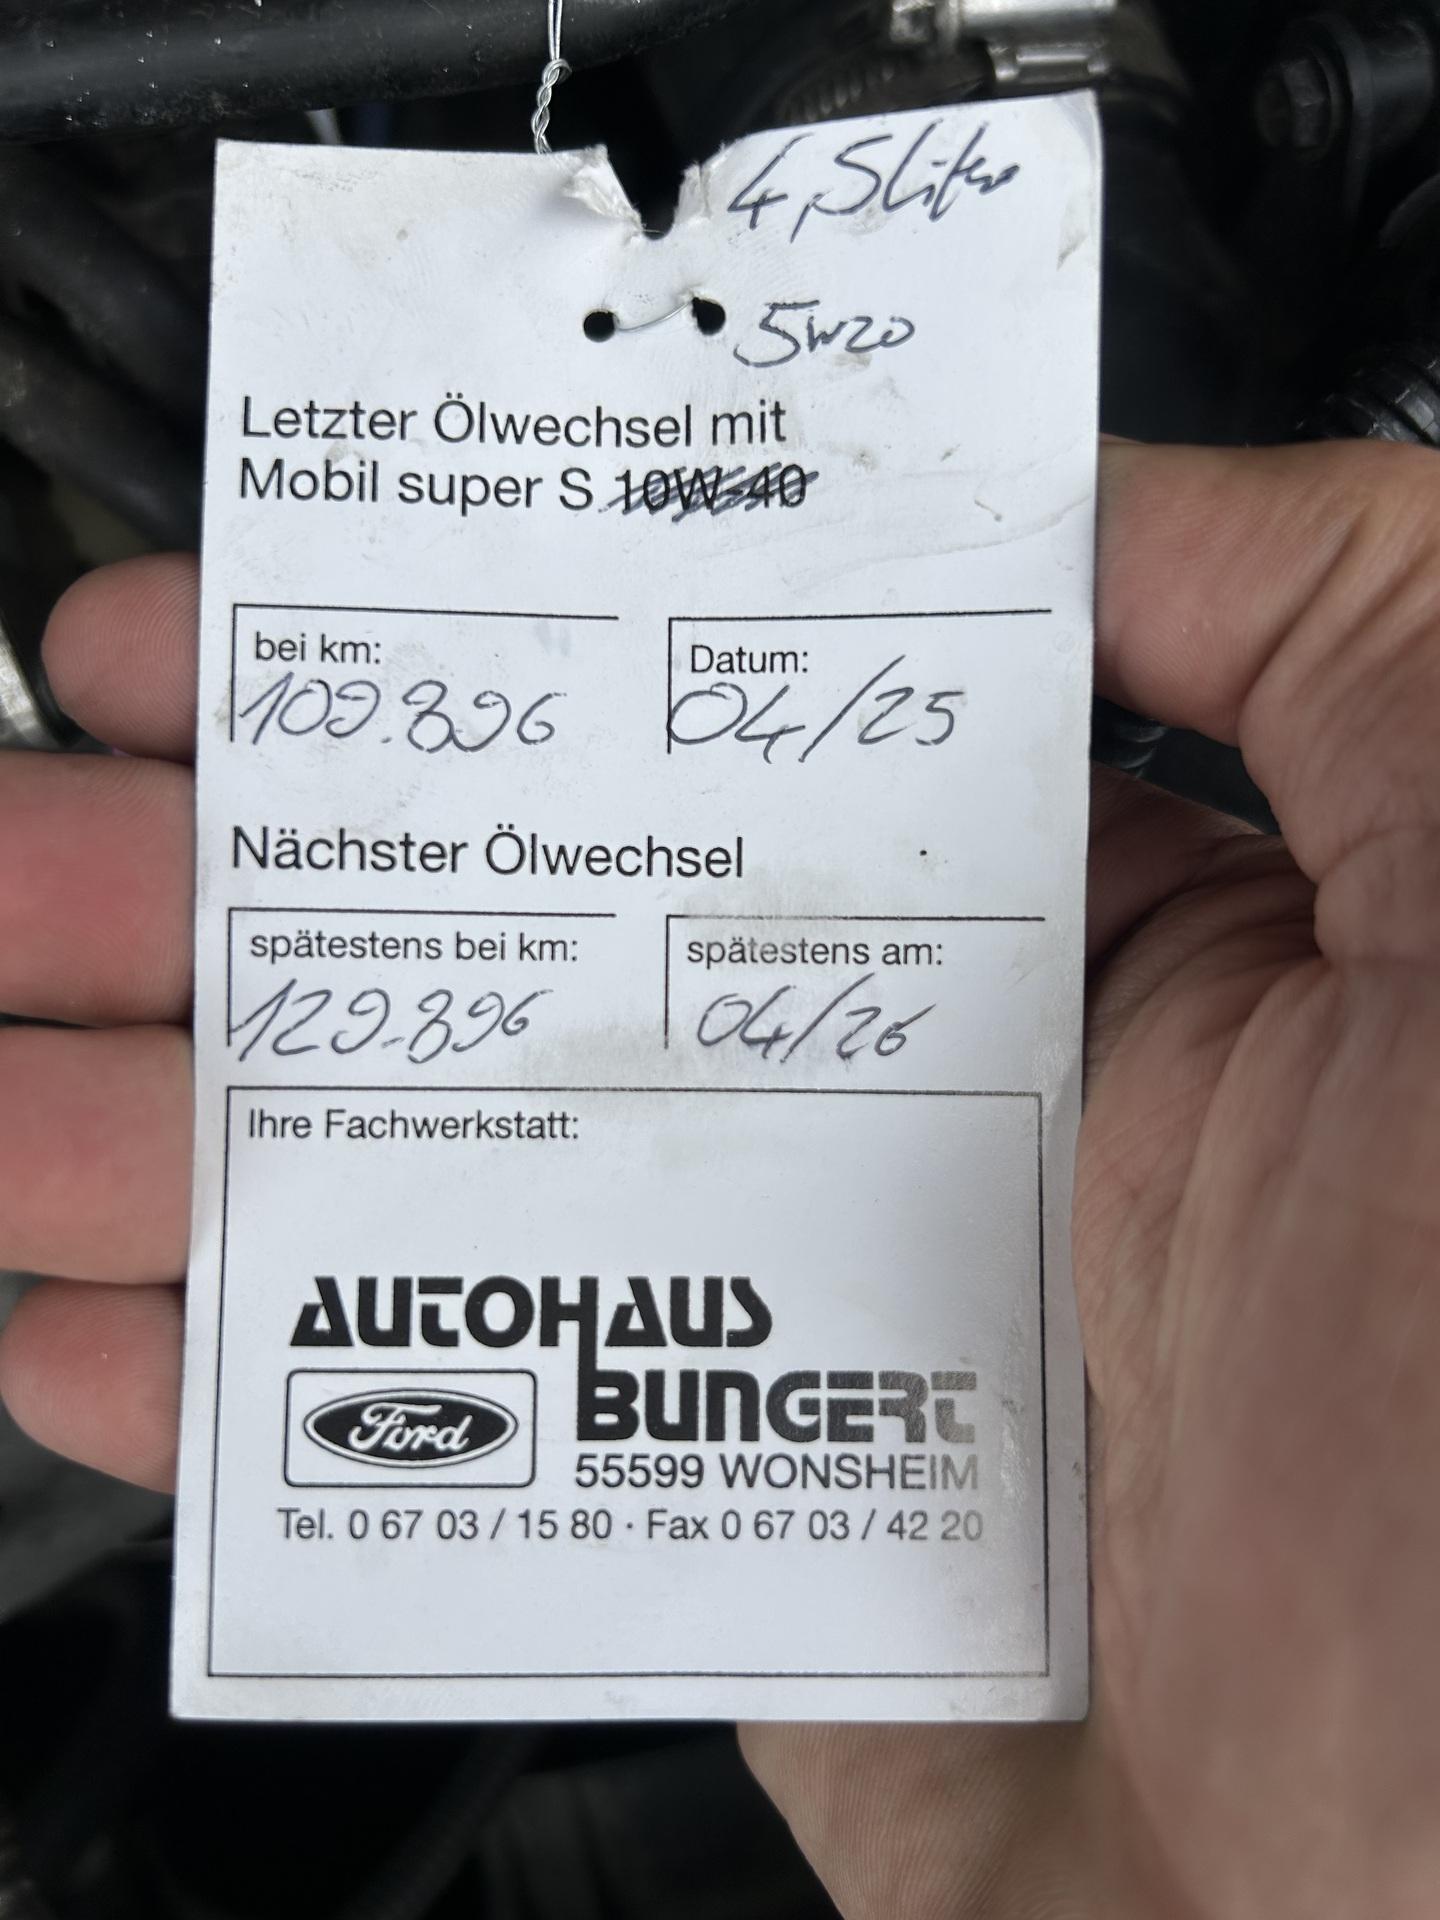 4,5 Liter
5W20
Letzter Ölwechsel mit
Mobil super S 10W-40
bei km:
109.896
Datum:
04/25
Nächster Ölwechsel
spätestens bei km:
129.896
spätestens am:
04/26
Ihre Fachwerkstatt:
AUTOHAUS
BUNGERT
Ford
55599 WONSHEIM
Tel. 0 67 03 / 15 80 · Fax 0 67 03 / 42 20